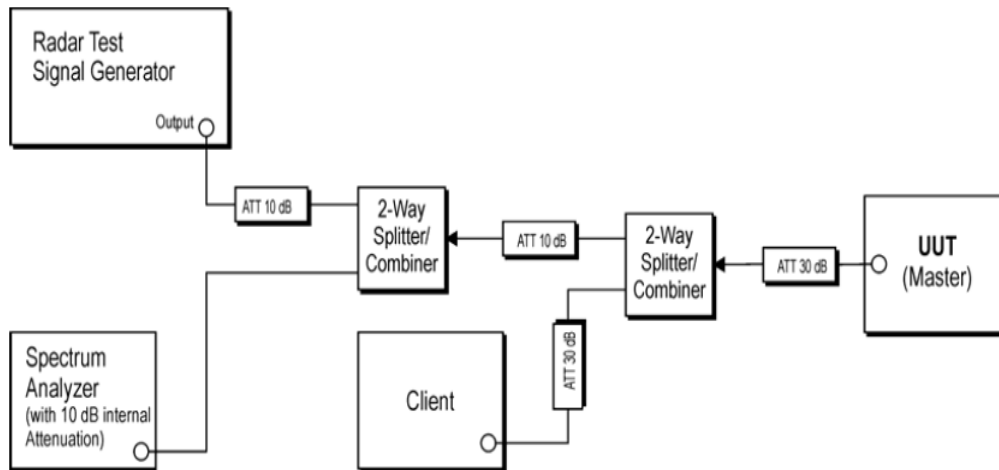 Radar Test
Signal Generator
Output
ATT 10 dB
2-Way
Splitter/
Combiner
ATT 10 dB
2-Way
Splitter/
Combiner
ATT 30 dB
UUT
(Master)
Spectrum
Analyzer
(with 10 dB internal
Attenuation)
Client
ATT 30 dB